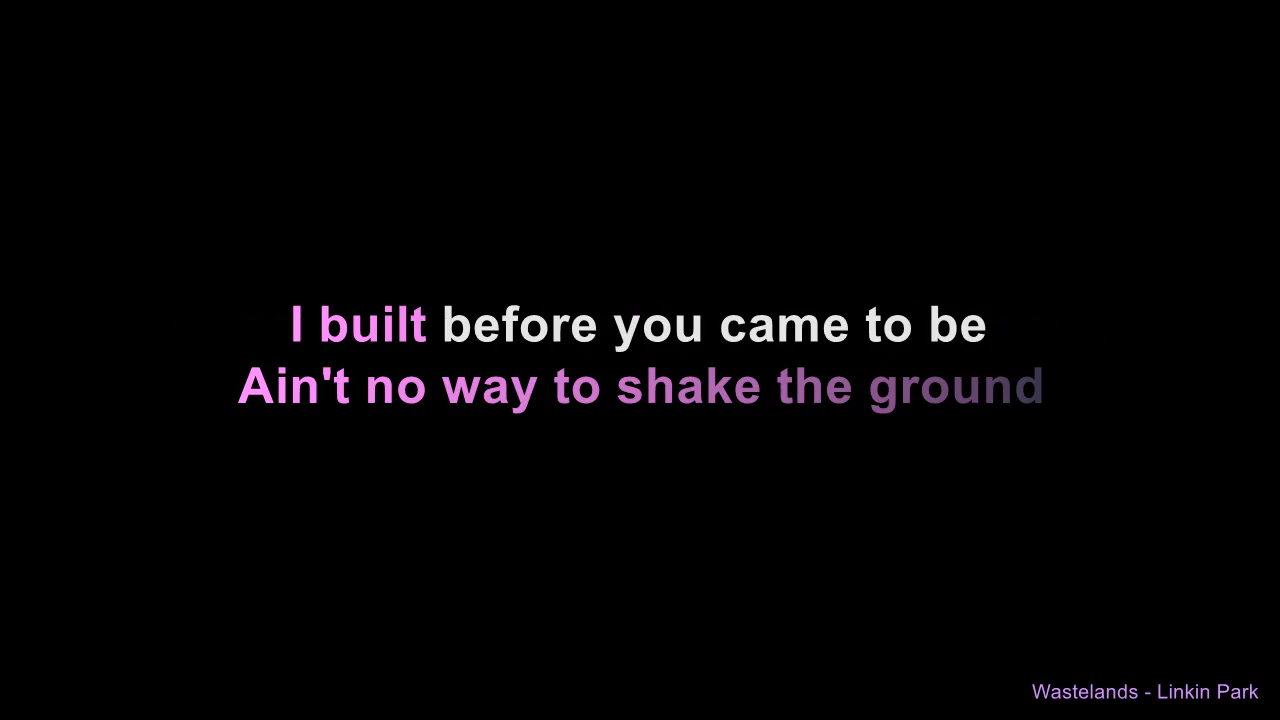 I built before you came to be
Ain't no way to shake the ground
Wastelands - Linkin Park